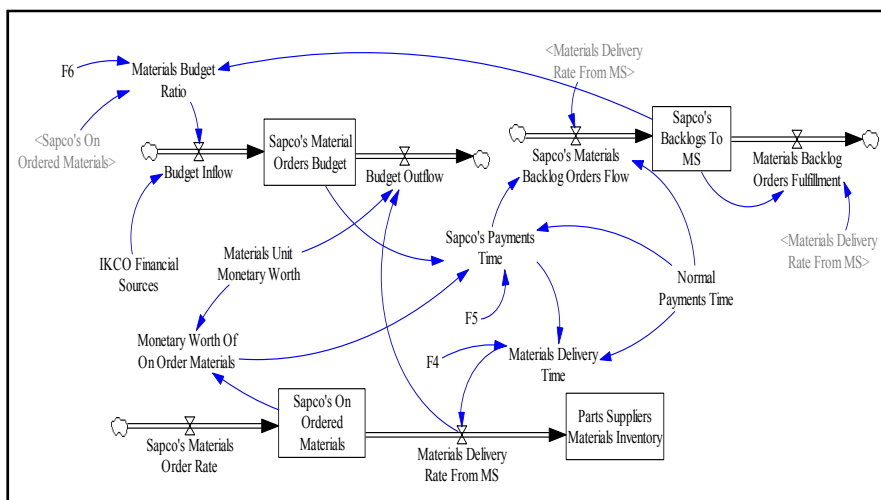 <Materials Delivery
Rate From MS>
F6
Materials Budget
Ratio
<Sapco's On
Ordered Materials>
Sapco's Material
Orders Budget
Sapco's
Backlogs To
MS
Budget Inflow
Budget Outflow
Sapco's Materials
Backlog Orders Flow
Materials Backlog
Orders Fulfillment
IKCO Financial
Sources
Materials Unit
Monetary Worth
Sapco's Payments
Time
<Materials Delivery
Rate From MS>
Normal
Payments Time
F5
Monetary Worth Of
On Order Materials
F4
Materials Delivery
Time
Sapco's On
Ordered
Materials
Parts Suppliers
Materials Inventory
Sapco's Materials
Order Rate
Materials Delivery
Rate From MS